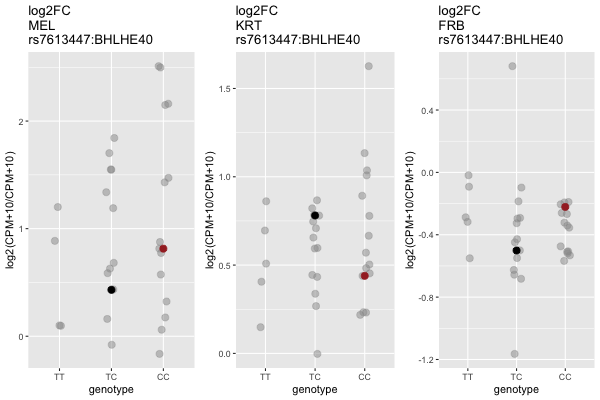 log2FC
MEL
rs7613447:BHLHE40
log2(CPM+10/CPM+10)
2
1
0
TT TC CC
genotype
log2FC
KRT
rs7613447:BHLHE40
log2(CPM+10/CPM+10)
1.5
1.0
0.5
0.0
TT TC CC
genotype
log2FC
FRB
rs7613447:BHLHE40
log2(CPM+10/CPM+10)
0.4
0.0
-0.4
-0.8
-1.2
TT TC CC
genotype